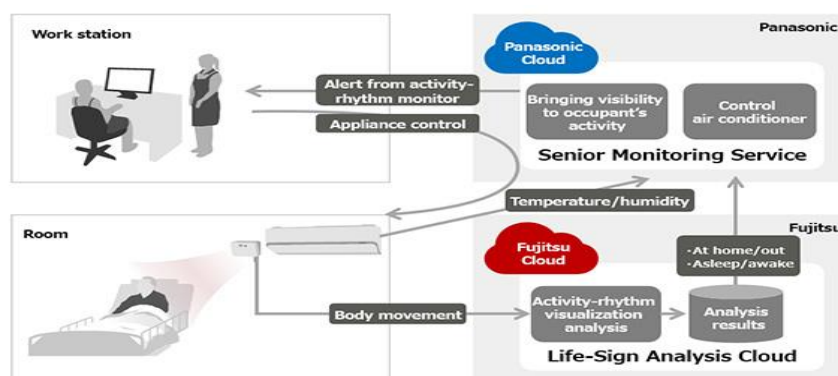 Work station
Panasonic
Panasonic
Cloud
Alert from activity-
rhythm monitor
Bringing visibility
to occupant's
activity
Control
air conditioner
Appliance control
Senior Monitoring Service
Temperature/humidity
Room
Fujitsu
Fujitsu
Cloud
·At home/out
·Asleep/awake
Body movement
Activity-rhythm
visualization
analysis
Analysis
results
Life-Sign Analysis Cloud